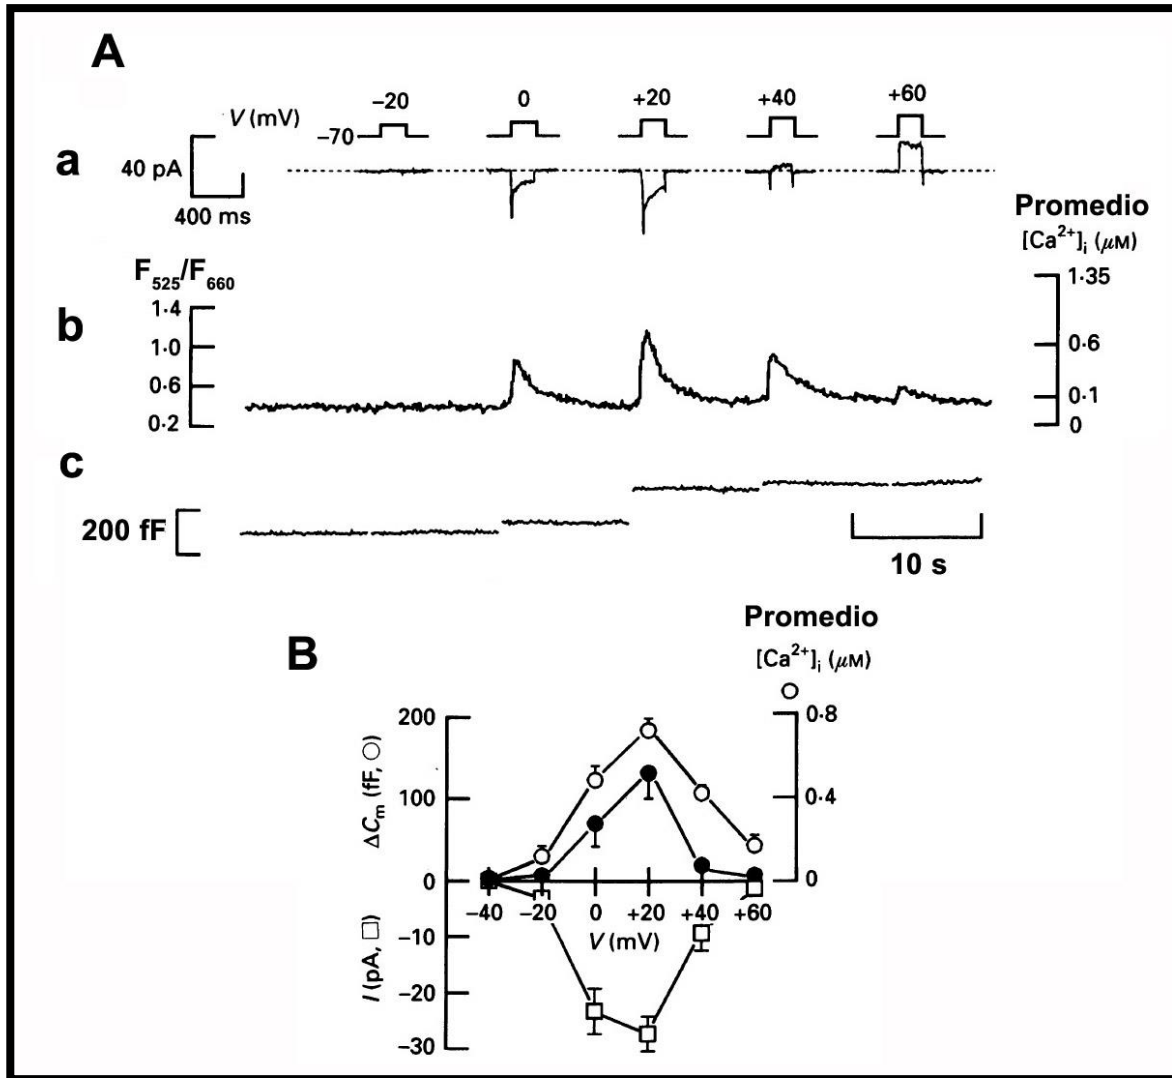 A
V (mV)
−20
0
+20
+40
+60
−70
a
40 pA
400 ms
Promedio
[Ca²⁺]ᵢ (μM)
1·35
0·6
0·1
0
F₅₂₅/F₆₆₀
b
1·4
1·0
0·6
0·2
c
200 fF
10 s
B
Promedio
[Ca²⁺]ᵢ (μM)
0·8
0·4
0
ΔCₘ (fF, ○)
200
100
0
−40 −20 0 +20 +40 +60
V (mV)
I (pA, □)
−10
−20
−30